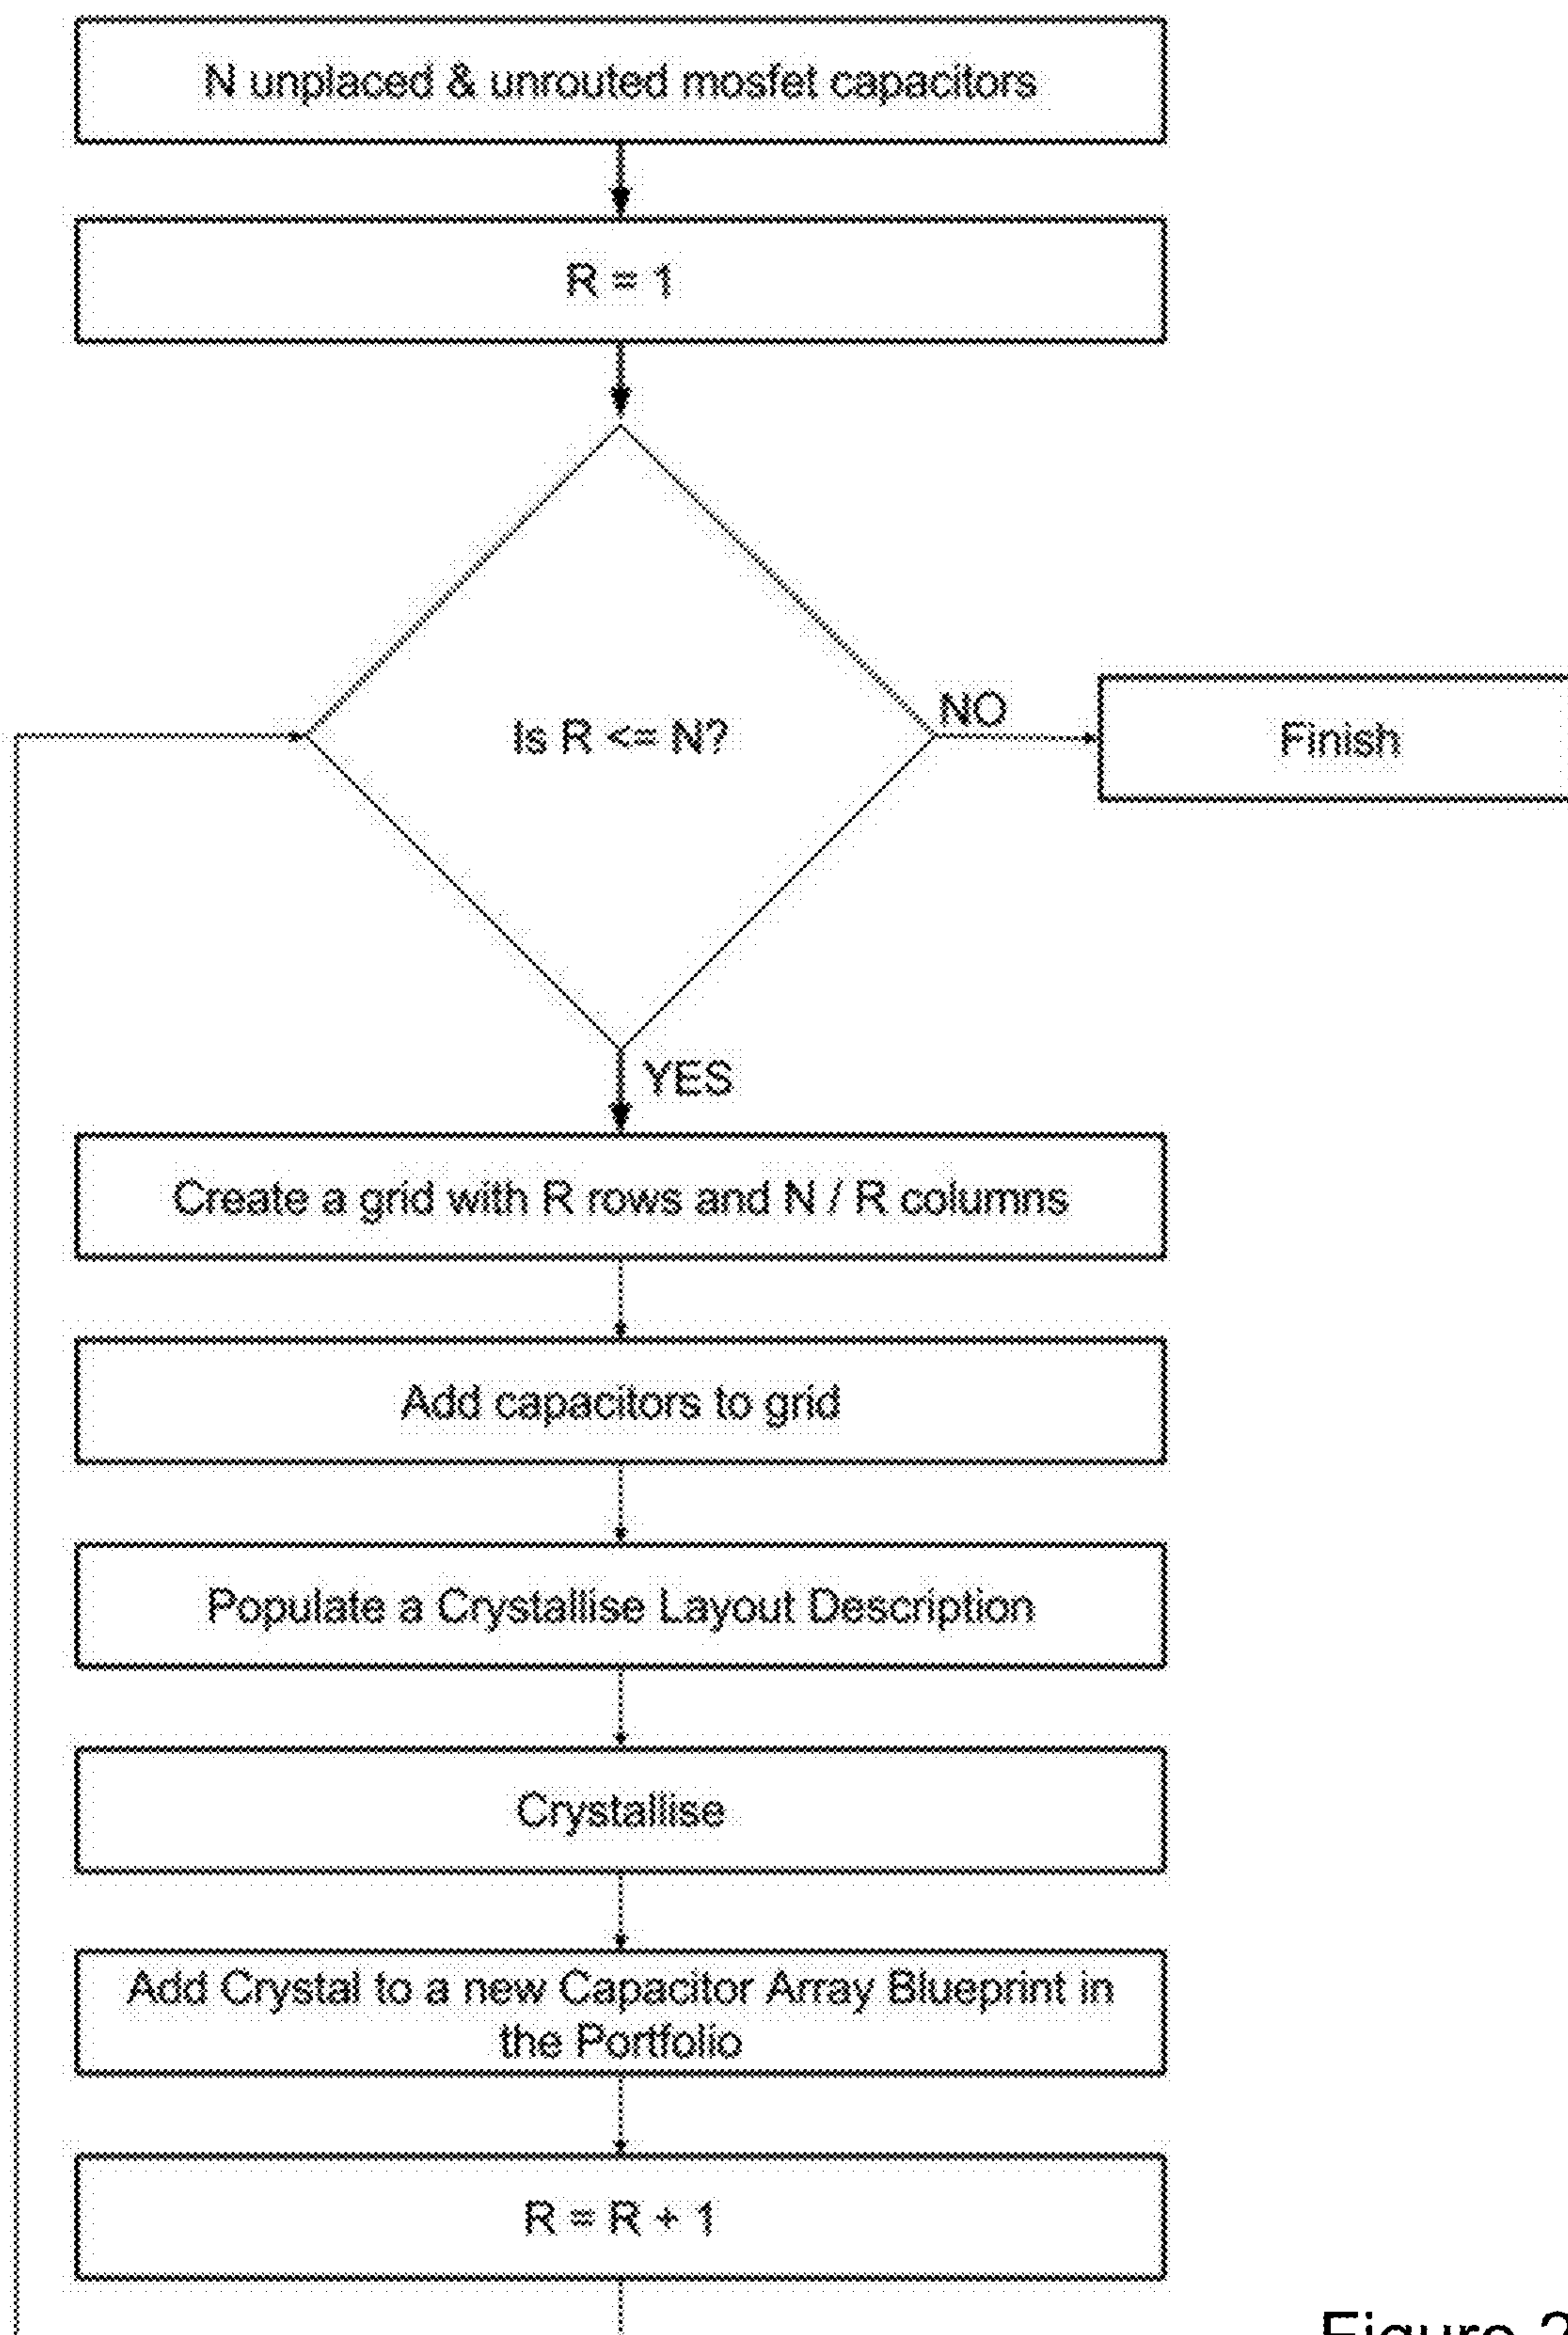 N unplaced & unrouted mosfet capacitors
R = 1
Is R <= N?
NO
Finish
YES
Create a grid with R rows and N / R columns
Add capacitors to grid
Populate a Crystallise Layout Description
Crystallise
Add Crystal to a new Capacitor Array Blueprint in
the Portfolio
R = R + 1
Figure